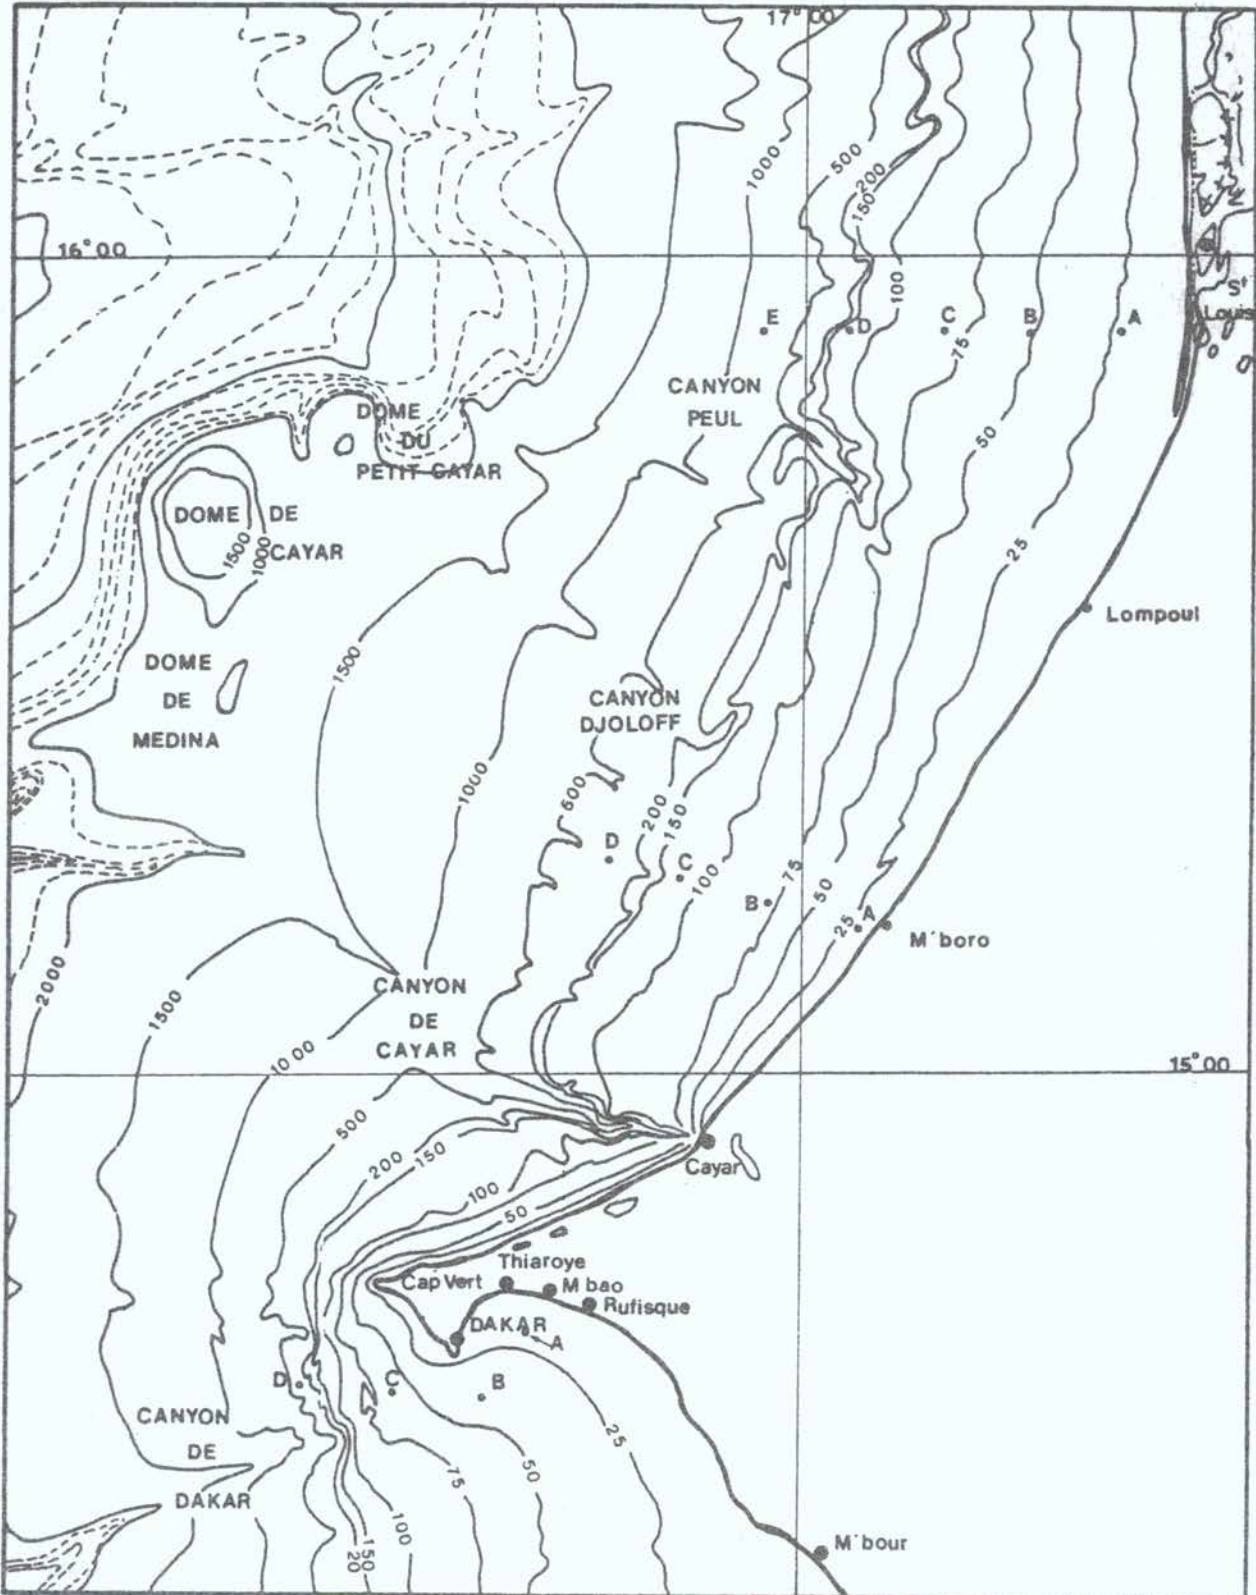 17°00
1000
500
200
150
16°00
100
St
Louis
E
D
C
B
A
75
CANYON
PEUL
DOME
DU
PETIT CAYAR
50
DOME DE
CAYAR
1500
1000
25
Lompoul
DOME
DE
MEDINA
1500
CANYON
DJOLOFF
1000
500
200
150
D
C
100
75
B
50
A
25
M'boro
2000
1500
CANYON
DE
CAYAR
1000
15°00
500
200
150
Cayar
100
50
Thiaroye
Cap Vert
M bao
Rufisque
DAKAR
A
D
C
B
CANYON
DE
DAKAR
25
75
50
100
150
20
M'bour